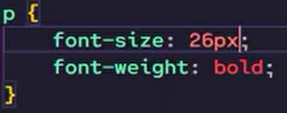 p {
font-size: 26px;
font-weight: bold;
}